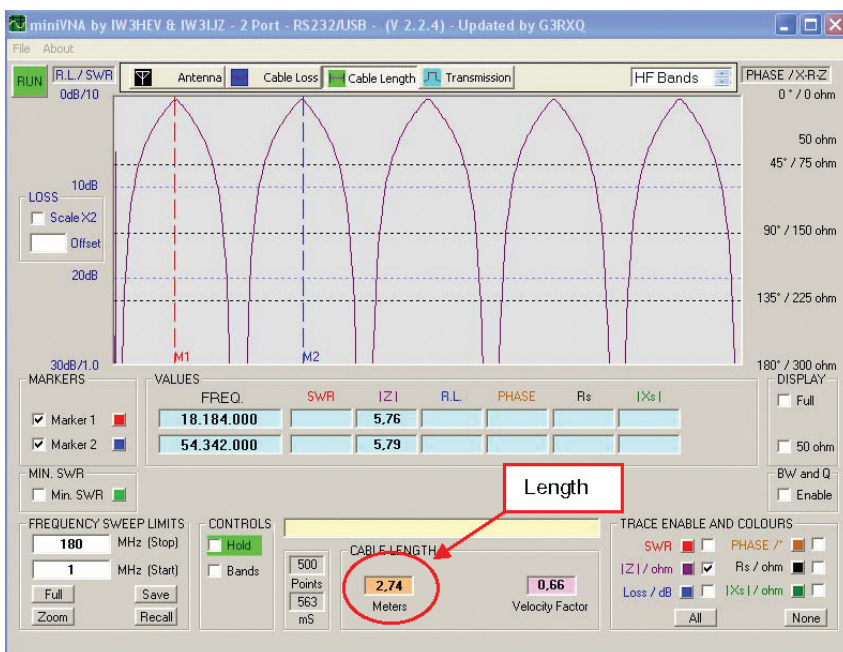 miniVNA by IW3HEV & IW3IJZ - 2 Port - RS232/USB - (V 2.2.4) - Updated by G3RXQ
File About
RUN R.L./SWR Antenna Cable Loss Cable Length Transmission HF Bands PHASE /X-R-Z
0dB/10 0 ° / 0 ohm
50 ohm
45° / 75 ohm
10dB
LOSS
Scale X2
Offset 90° / 150 ohm
20dB
135° / 225 ohm
M1 M2
30dB/1.0 180° / 300 ohm
MARKERS VALUES DISPLAY
FREQ. SWR |Z| R.L. PHASE Rs |Xs| Full
Marker 1 18.184.000 5,76
Marker 2 54.342.000 5,79 50 ohm
MIN. SWR BW and Q
Min. SWR Length Enable
FREQUENCY SWEEP LIMITS CONTROLS TRACE ENABLE AND COLOURS
180 MHz (Stop) Hold CABLE LENGTH SWR PHASE /°
1 MHz (Start) Bands 500 |Z| / ohm Rs / ohm
Full Save Points 2,74 0,66 Loss / dB |Xs| / ohm
Zoom Recall 563 Meters Velocity Factor All None
mS